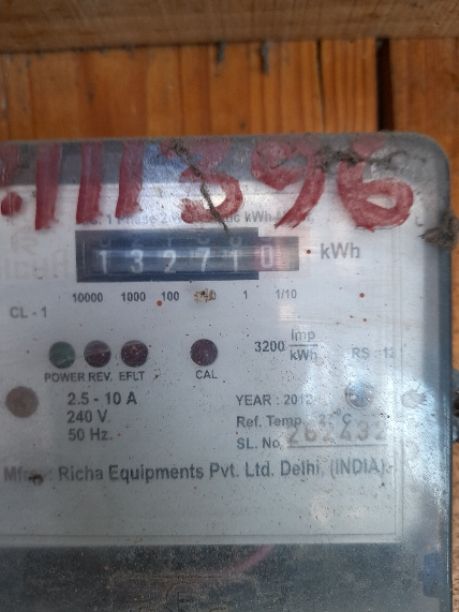 111396
kWh
132710
10000 1000 100 10 1 1/10
CL - 1
3200 Imp/kWh
POWER REV. EFLT CAL
2.5 - 10 A
240 V.
50 Hz.
YEAR : 2012
Ref. Temp.
SL. No.
Richa Equipments Pvt. Ltd. Delhi, (INDIA)